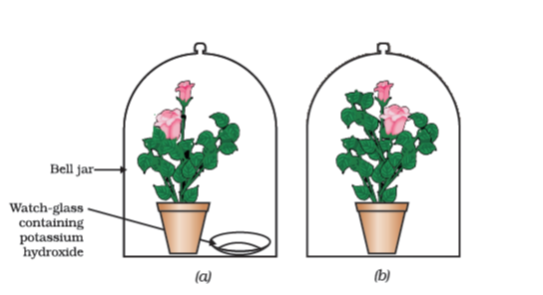 Bell jar
Watch-glass
containing
potassium
hydroxide
(a)
(b)